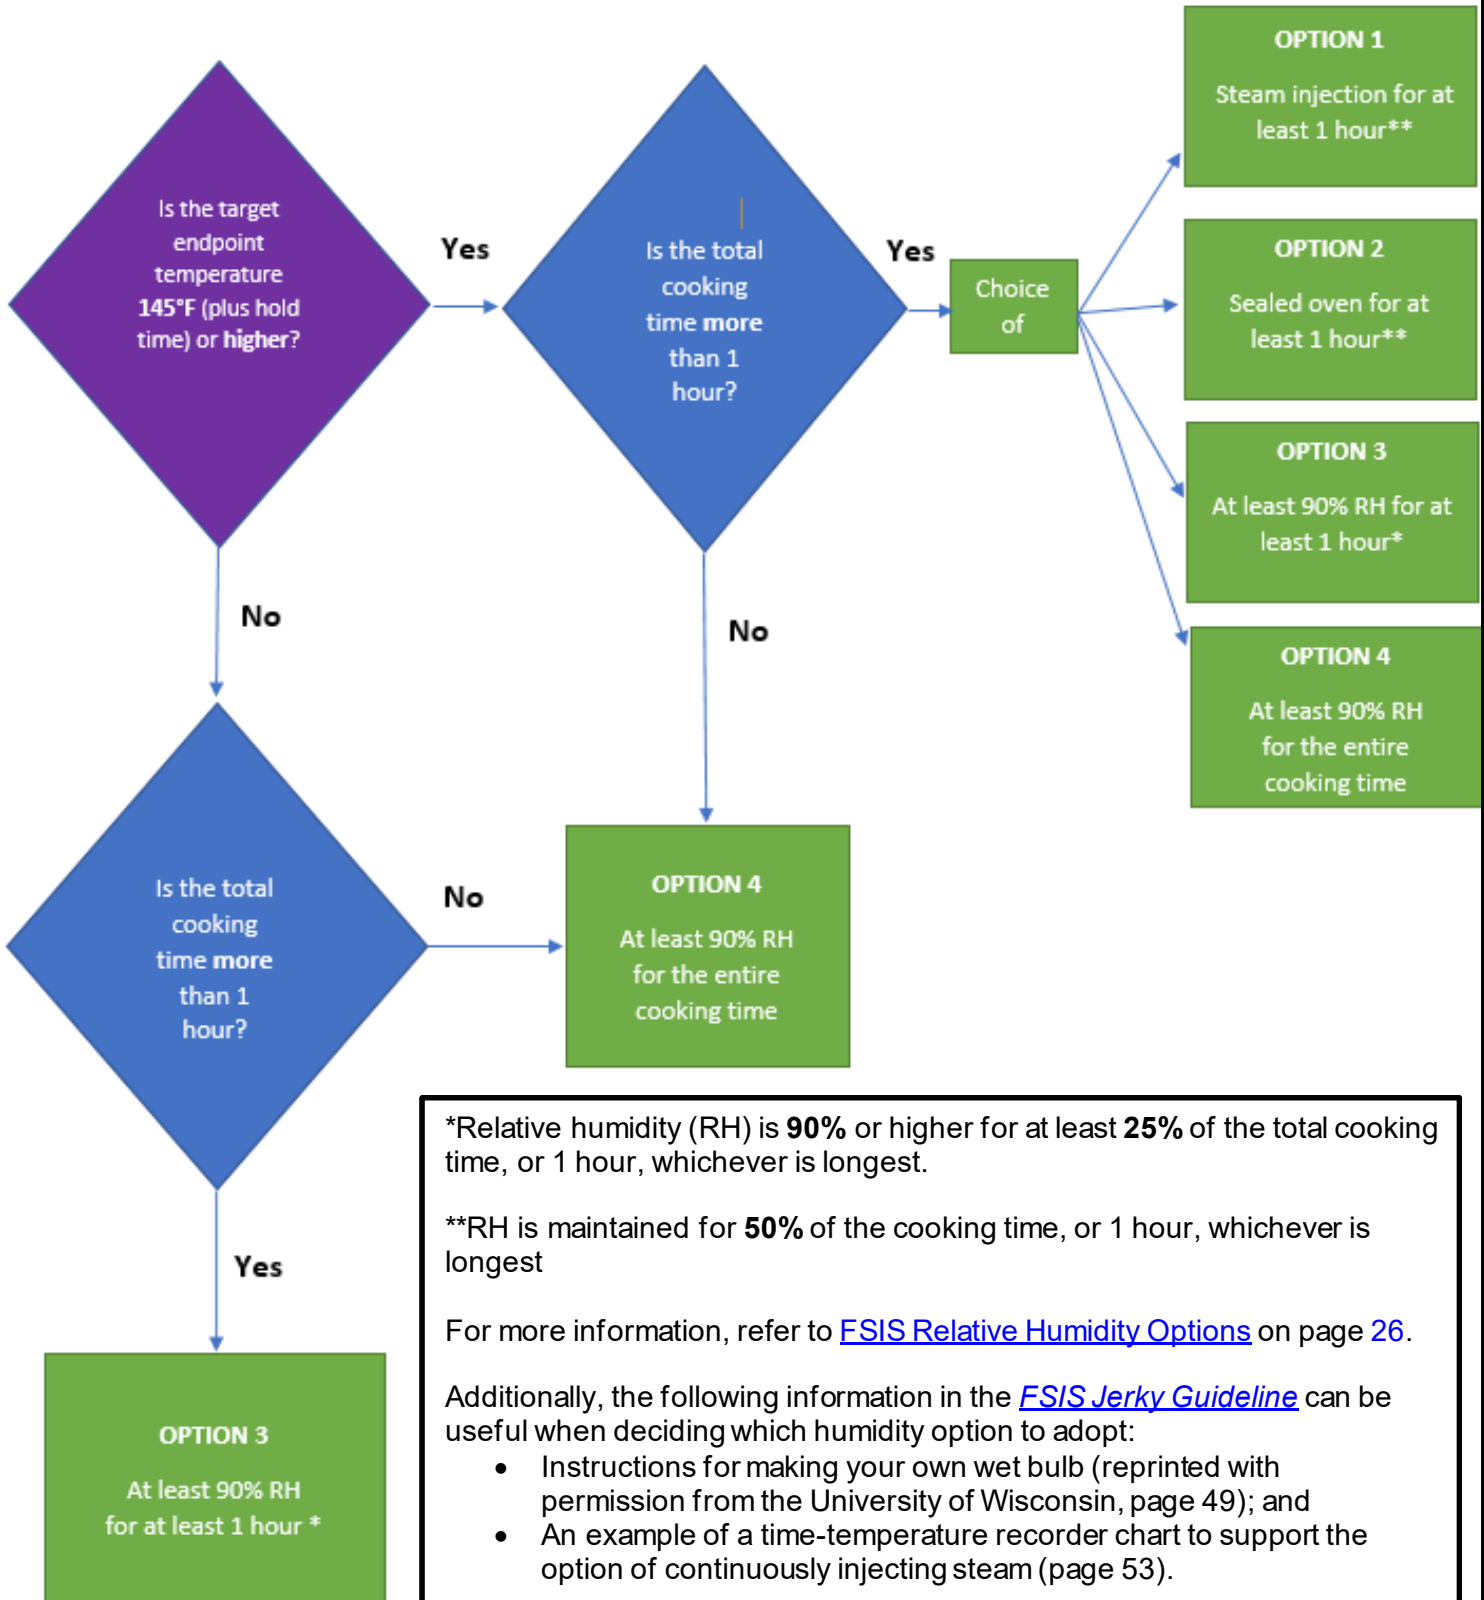 Is the target
endpoint
temperature
145°F (plus hold
time) or higher?
Yes
Is the total
cooking
time more
than 1
hour?
Yes
Choice
of
OPTION 1
Steam injection for at
least 1 hour**
OPTION 2
Sealed oven for at
least 1 hour**
OPTION 3
At least 90% RH for at
least 1 hour*
OPTION 4
At least 90% RH
for the entire
cooking time
No
No
Is the total
cooking
time more
than 1
hour?
No
OPTION 4
At least 90% RH
for the entire
cooking time
Yes
OPTION 3
At least 90% RH
for at least 1 hour *
*Relative humidity (RH) is 90% or higher for at least 25% of the total cooking
time, or 1 hour, whichever is longest.
**RH is maintained for 50% of the cooking time, or 1 hour, whichever is
longest
For more information, refer to FSIS Relative Humidity Options on page 26.
Additionally, the following information in the FSIS Jerky Guideline can be
useful when deciding which humidity option to adopt:
• Instructions for making your own wet bulb (reprinted with
permission from the University of Wisconsin, page 49); and
• An example of a time-temperature recorder chart to support the
option of continuously injecting steam (page 53).